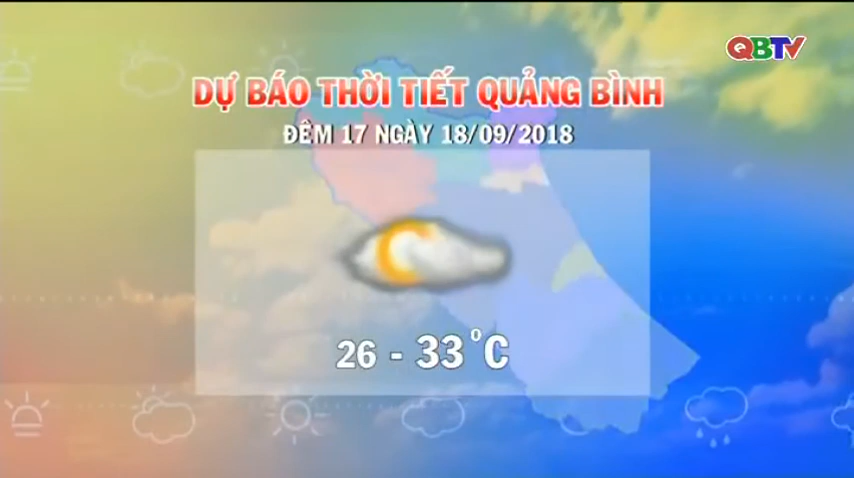 QBTV
DỰ BÁO THỜI TIẾT QUẢNG BÌNH
ĐÊM 17 NGÀY 18/09/2018
26 - 33°C